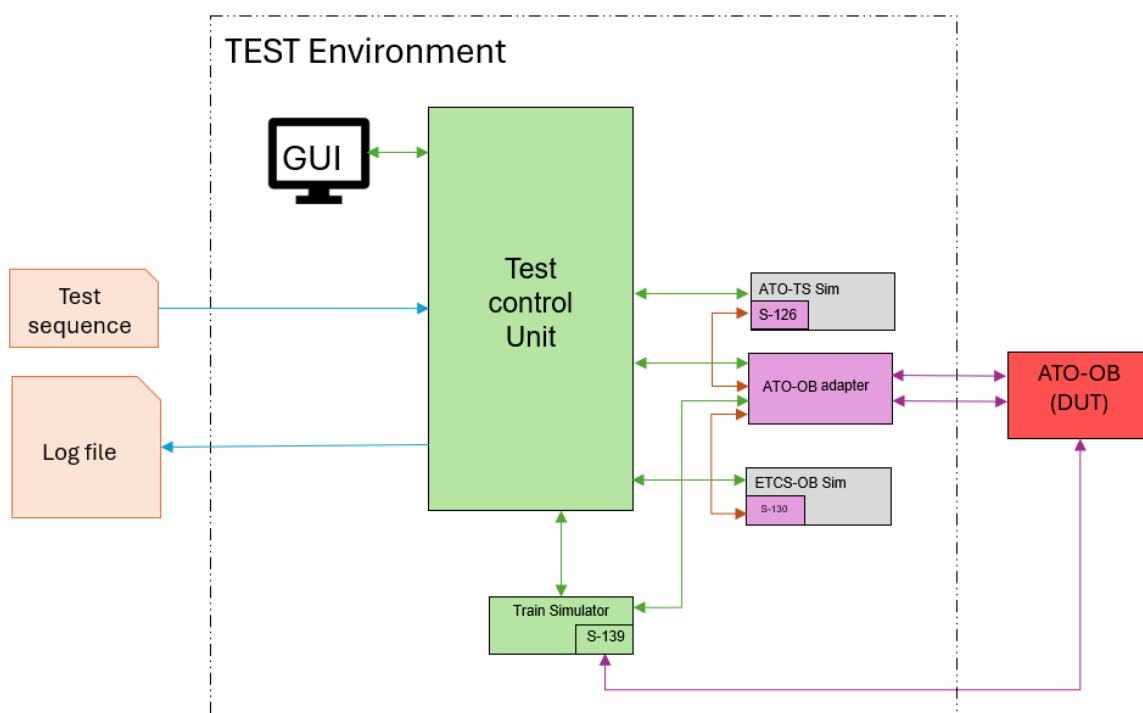 TEST Environment
GUI
Test
control
Unit
Test
sequence
Log file
ATO-TS Sim
S-126
ATO-OB adapter
ATO-OB
(DUT)
ETCS-OB Sim
S-130
Train Simulator
S-139